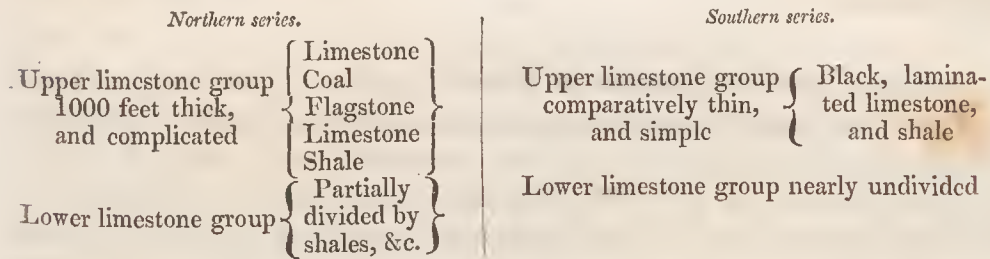 Northern series.
Upper limestone group
1000 feet thick,
and complicated
Limestone
Coal
Flagstone
Limestone
Shale
Lower limestone group
Partially
divided by
shales, &c.
Southern series.
Upper limestone group
comparatively thin,
and simple
Black, lamina-
ted limestone,
and shale
Lower limestone group nearly undivided